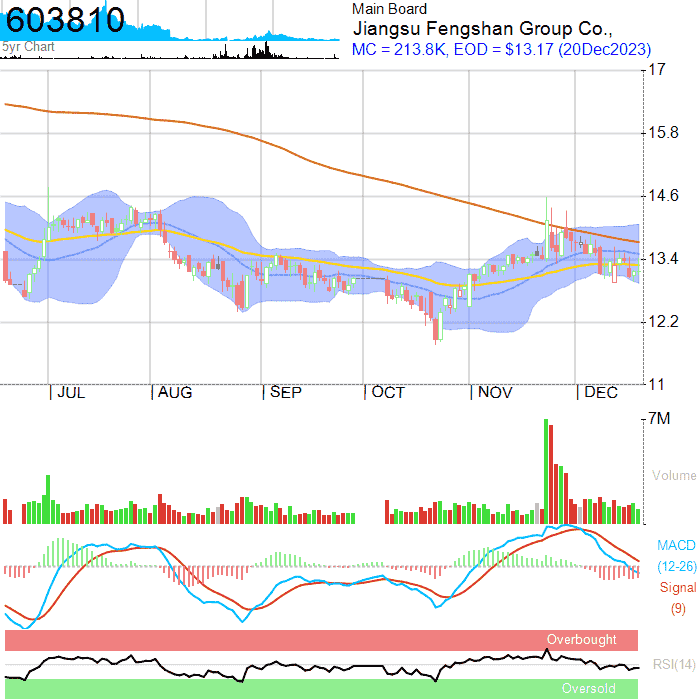 603810
5yr Chart
Main Board
Jiangsu Fengshan Group Co.,
MC = 213.8K, EOD = $13.17 (20Dec2023)
17
15.8
14.6
13.4
12.2
11
JUL AUG SEP OCT NOV DEC
7M
Volume
MACD
(12-26)
Signal
(9)
Overbought
RSI(14)
Oversold